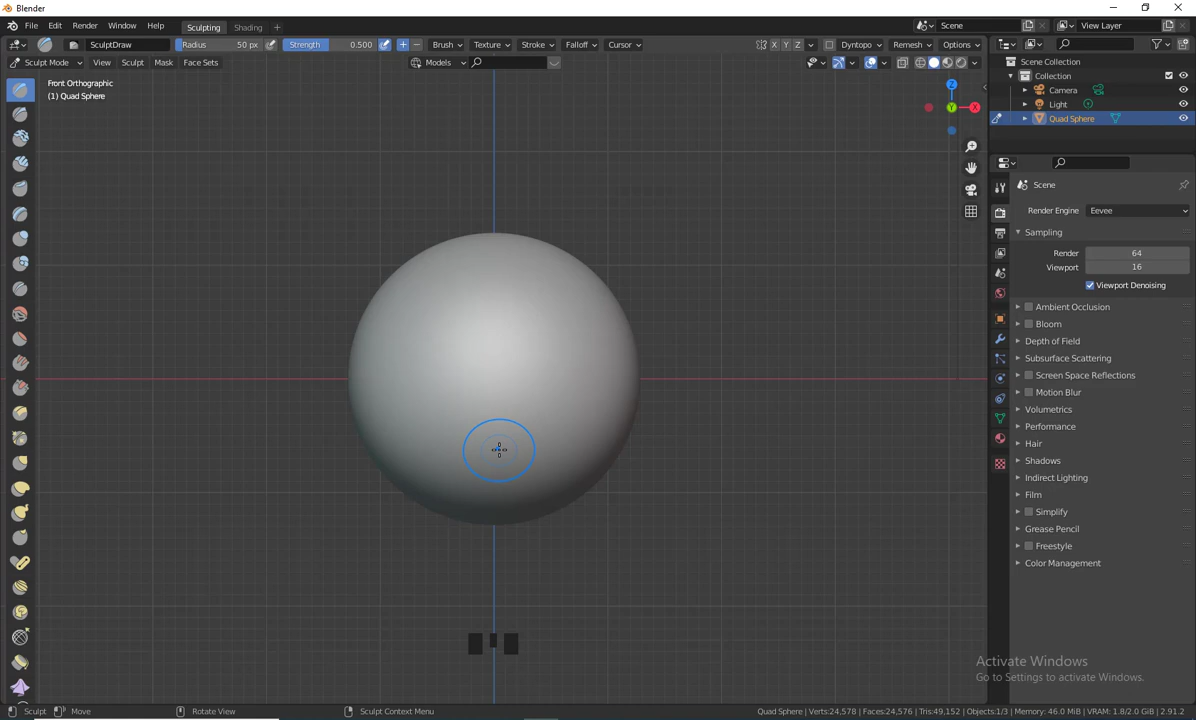 Blender
File Edit Render Window Help Sculpting Shading + Scene View Layer
SculptDraw Radius 50 px Strength 0.500 Brush Texture Stroke Falloff Cursor X Y Z Dyntopo Remesh Options
Sculpt Mode View Sculpt Mask Face Sets Models
Scene Collection
Collection
Camera
Light
Quad Sphere
Front Orthographic
(1) Quad Sphere
Z
Y
X
Scene
Render Engine Eevee
Sampling
Render 64
Viewport 16
Viewport Denoising
Ambient Occlusion
Bloom
Depth of Field
Subsurface Scattering
Screen Space Reflections
Motion Blur
Volumetrics
Performance
Hair
Shadows
Indirect Lighting
Film
Simplify
Grease Pencil
Freestyle
Color Management
Activate Windows
Go to Settings to activate Windows.
Sculpt Move Rotate View Sculpt Context Menu Quad Sphere | Verts:24,578 | Faces:24,576 | Tris:49,152 | Objects:1/3 | Memory: 46.0 MiB | VRAM: 1.8/2.0 GiB | 2.91.2